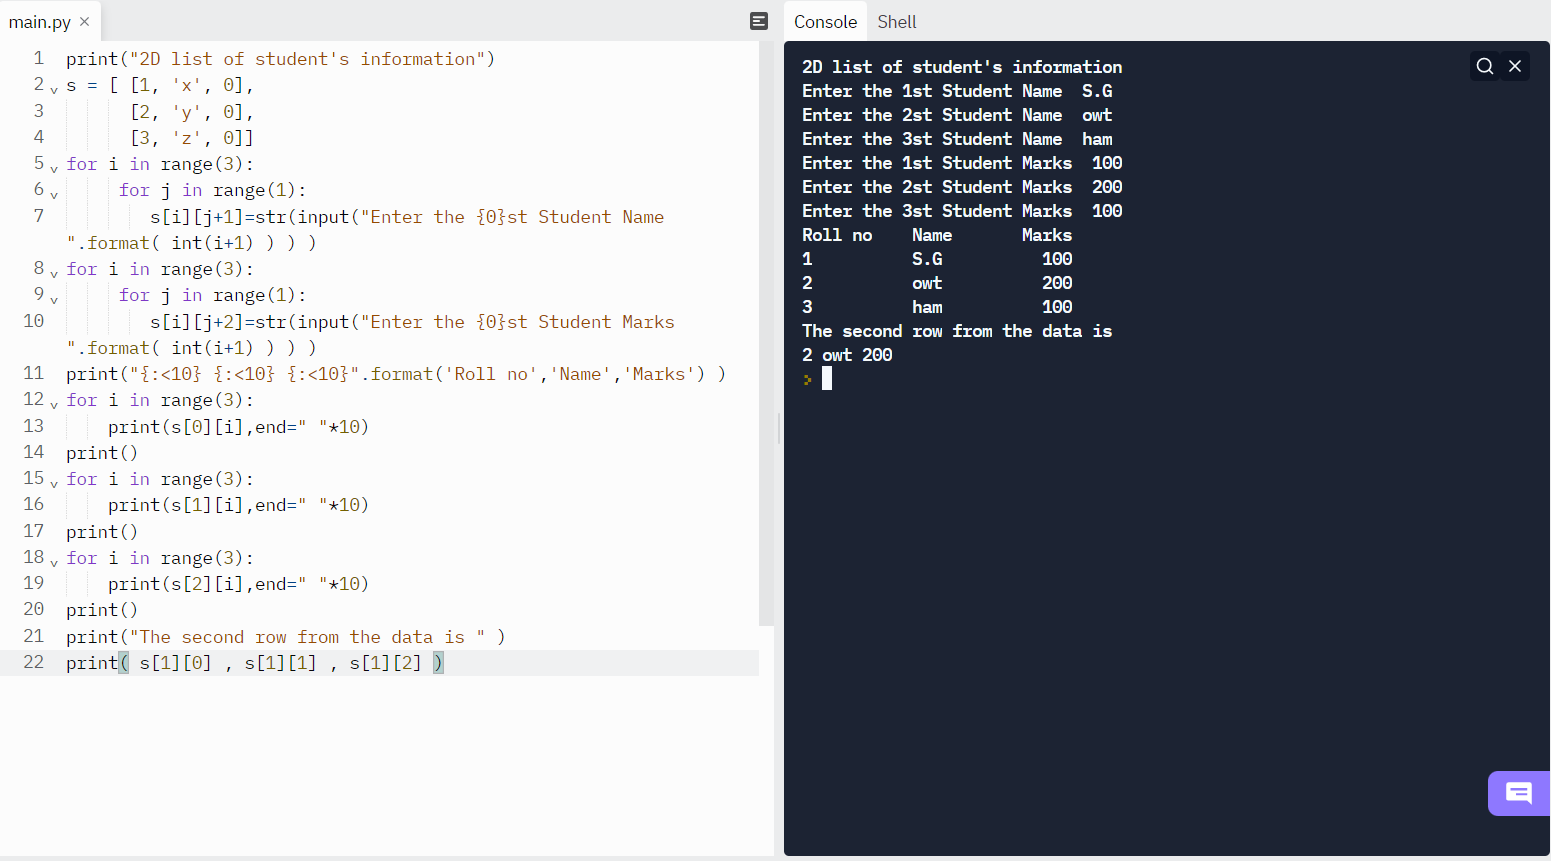 main.py ×
1 print("2D list of student's information")
2 s = [ [1, 'x', 0],
3 [2, 'y', 0],
4 [3, 'z', 0]]
5 for i in range(3):
6 for j in range(1):
7 s[i][j+1]=str(input("Enter the {0}st Student Name
".format( int(i+1) ) ) )
8 for i in range(3):
9 for j in range(1):
10 s[i][j+2]=str(input("Enter the {0}st Student Marks
".format( int(i+1) ) ) )
11 print("{:<10} {:<10} {:<10}".format('Roll no','Name','Marks') )
12 for i in range(3):
13 print(s[0][i],end=" "*10)
14 print()
15 for i in range(3):
16 print(s[1][i],end=" "*10)
17 print()
18 for i in range(3):
19 print(s[2][i],end=" "*10)
20 print()
21 print("The second row from the data is " )
22 print( s[1][0] , s[1][1] , s[1][2] )
Console Shell
2D list of student's information
Enter the 1st Student Name  S.G
Enter the 2st Student Name  owt
Enter the 3st Student Name  ham
Enter the 1st Student Marks  100
Enter the 2st Student Marks  200
Enter the 3st Student Marks  100
Roll no    Name       Marks
1          S.G          100
2          owt          200
3          ham          100
The second row from the data is
2 owt 200